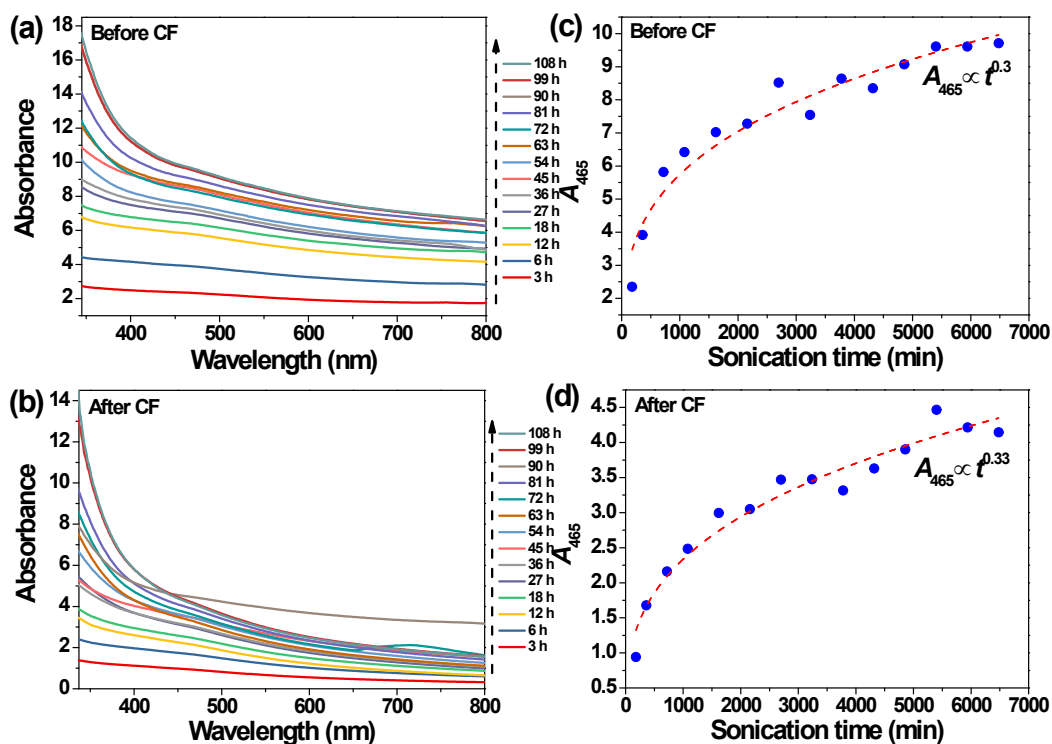 (a)
Before CF
18
16
14
12
10
8
6
4
2
Absorbance
400
500
600
700
800
Wavelength (nm)
108 h
99 h
90 h
81 h
72 h
63 h
54 h
45 h
36 h
27 h
18 h
12 h
6 h
3 h
(c)
Before CF
10
9
8
7
6
5
4
3
2
A465
A465 ∝ t^0.3
0
1000
2000
3000
4000
5000
6000
7000
Sonication time (min)
(b)
After CF
14
12
10
8
6
4
2
0
Absorbance
400
500
600
700
800
Wavelength (nm)
108 h
99 h
90 h
81 h
72 h
63 h
54 h
45 h
36 h
27 h
18 h
12 h
6 h
3 h
(d)
After CF
4.5
4.0
3.5
3.0
2.5
2.0
1.5
1.0
0.5
A465
A465 ∝ t^0.33
0
1000
2000
3000
4000
5000
6000
7000
Sonication time (min)